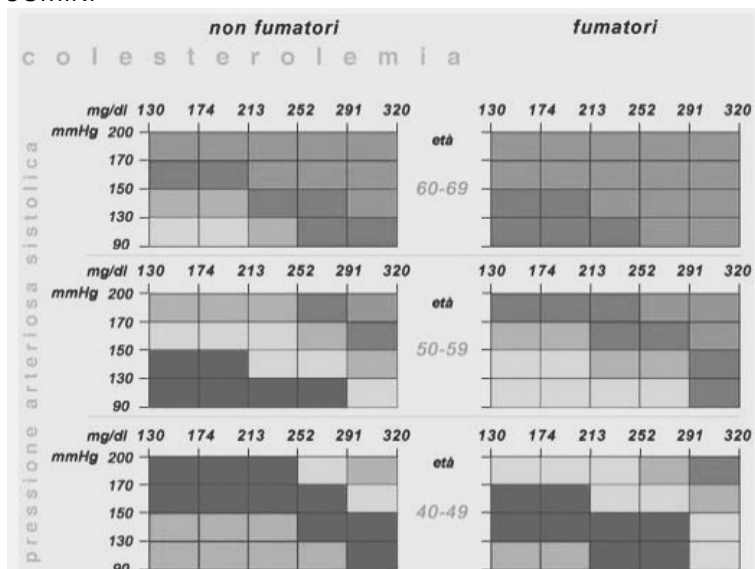 non fumatori fumatori
colesterolemia
mg/dl 130 174 213 252 291 320 130 174 213 252 291 320
mmHg 200 età
170
150 60-69
130
90
mg/dl 130 174 213 252 291 320 130 174 213 252 291 320
mmHg 200 età
170
150 50-59
130
90
mg/dl 130 174 213 252 291 320 130 174 213 252 291 320
mmHg 200 età
170
150 40-49
130
90
pressione arteriosa sistolica